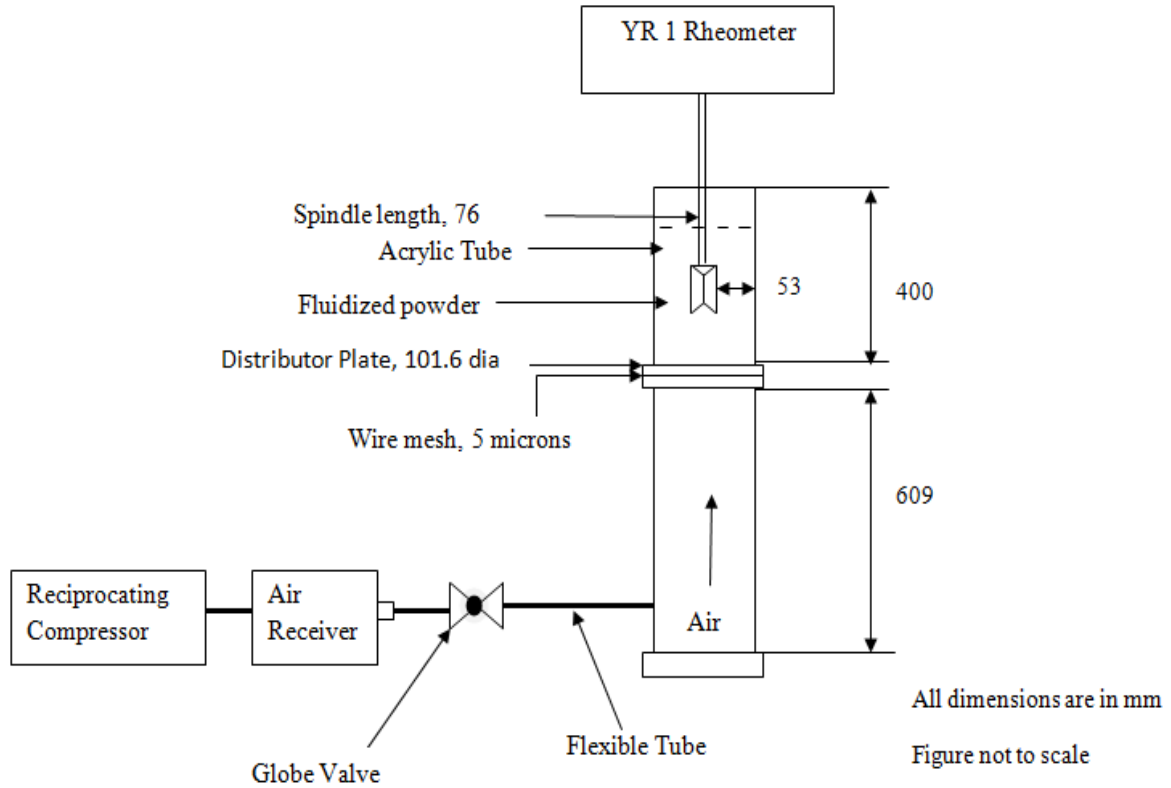 YR 1 Rheometer
Spindle length, 76
Acrylic Tube
53
Fluidized powder
400
Distributor Plate, 101.6 dia
Wire mesh, 5 microns
609
Reciprocating
Compressor
Air
Receiver
Air
All dimensions are in mm
Flexible Tube
Figure not to scale
Globe Valve